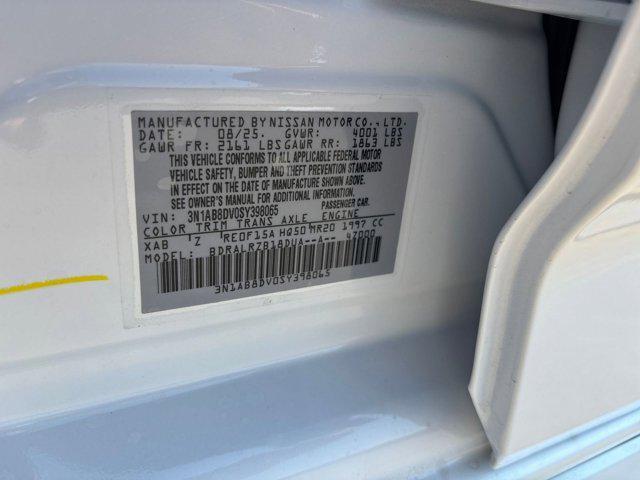 MANUFACTURED BY NISSAN MOTOR CO., LTD.
DATE: 08/25. GVWR: 4001 LBS
GAWR FR: 2161 LBS GAWR RR: 1863 LBS
THIS VEHICLE CONFORMS TO ALL APPLICABLE FEDERAL MOTOR
VEHICLE SAFETY, BUMPER AND THEFT PREVENTION STANDARDS
IN EFFECT ON THE DATE OF MANUFACTURE SHOWN ABOVE.
SEE OWNERS MANUAL FOR ADDITIONAL INFORMATION.
VIN: 3N1AB8DV0SY398065 PASSENGER CAR.
COLOR TRIM TRANS AXLE ENGINE
XAB Z RE0F15A HQ50 MR20 1997 CC
MODEL: BDRALRZB18DUA--A-- 47000
3N1AB8DV0SY398065